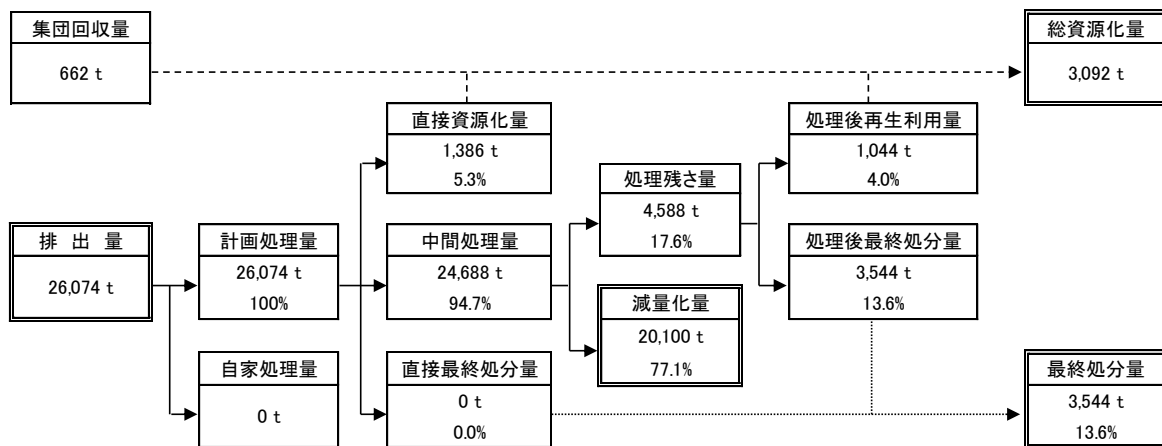 集団回収量
662 t
総資源化量
3,092 t
直接資源化量
1,386 t
5.3%
処理後再生利用量
1,044 t
4.0%
処理残さ量
4,588 t
17.6%
排 出 量
26,074 t
計画処理量
26,074 t
100%
中間処理量
24,688 t
94.7%
処理後最終処分量
3,544 t
13.6%
減量化量
20,100 t
77.1%
自家処理量
0 t
直接最終処分量
0 t
0.0%
最終処分量
3,544 t
13.6%